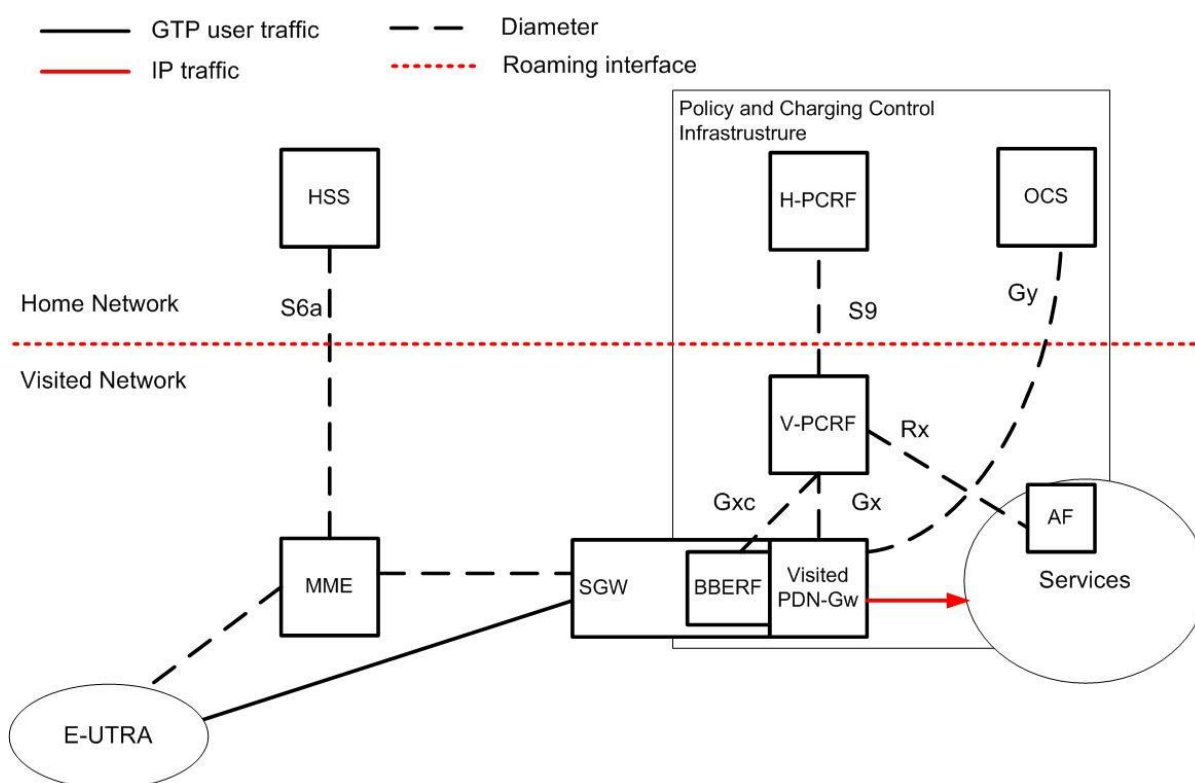 GTP user traffic
Diameter
IP traffic
Roaming interface
Policy and Charging Control
Infrastrustrure
HSS
H-PCRF
OCS
Home Network
S6a
S9
Gy
Visited Network
V-PCRF
Rx
Gxc
Gx
AF
MME
SGW
BBERF
Visited
PDN-Gw
Services
E-UTRA